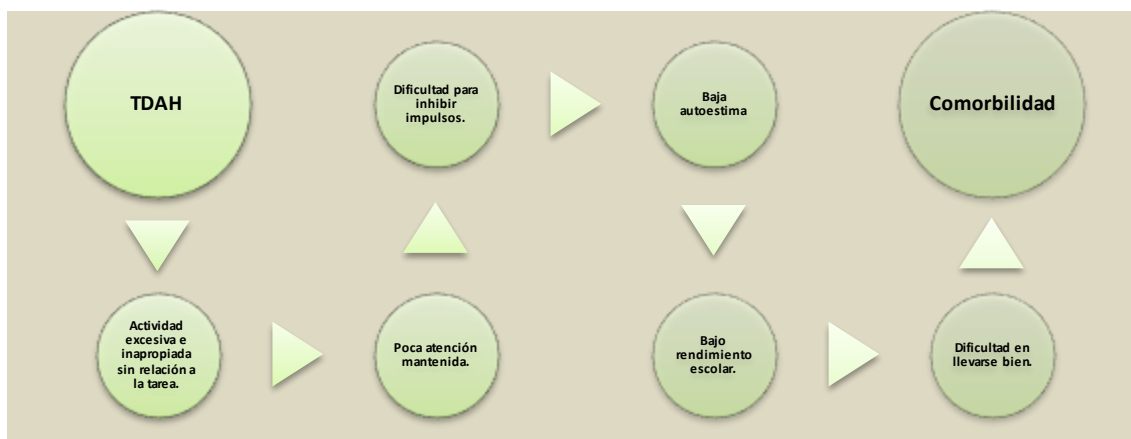 TDAH
Actividad
excesiva e
inapropiada
sin relación a
la tarea.
Poca atención
mantenida.
Dificultad para
inhibir
impulsos.
Baja
autoestima
Bajo
rendimiento
escolar.
Dificultad en
llevarse bien.
Comorbilidad